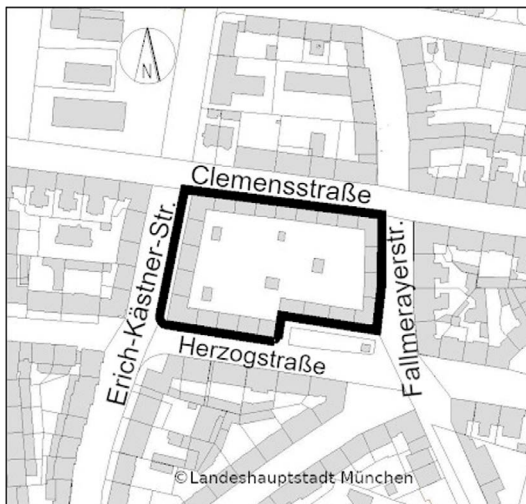 N
Clemensstraße
Erich-Kästner-Str.
Fallmerayerstr.
Herzogstraße
©Landeshauptstadt München